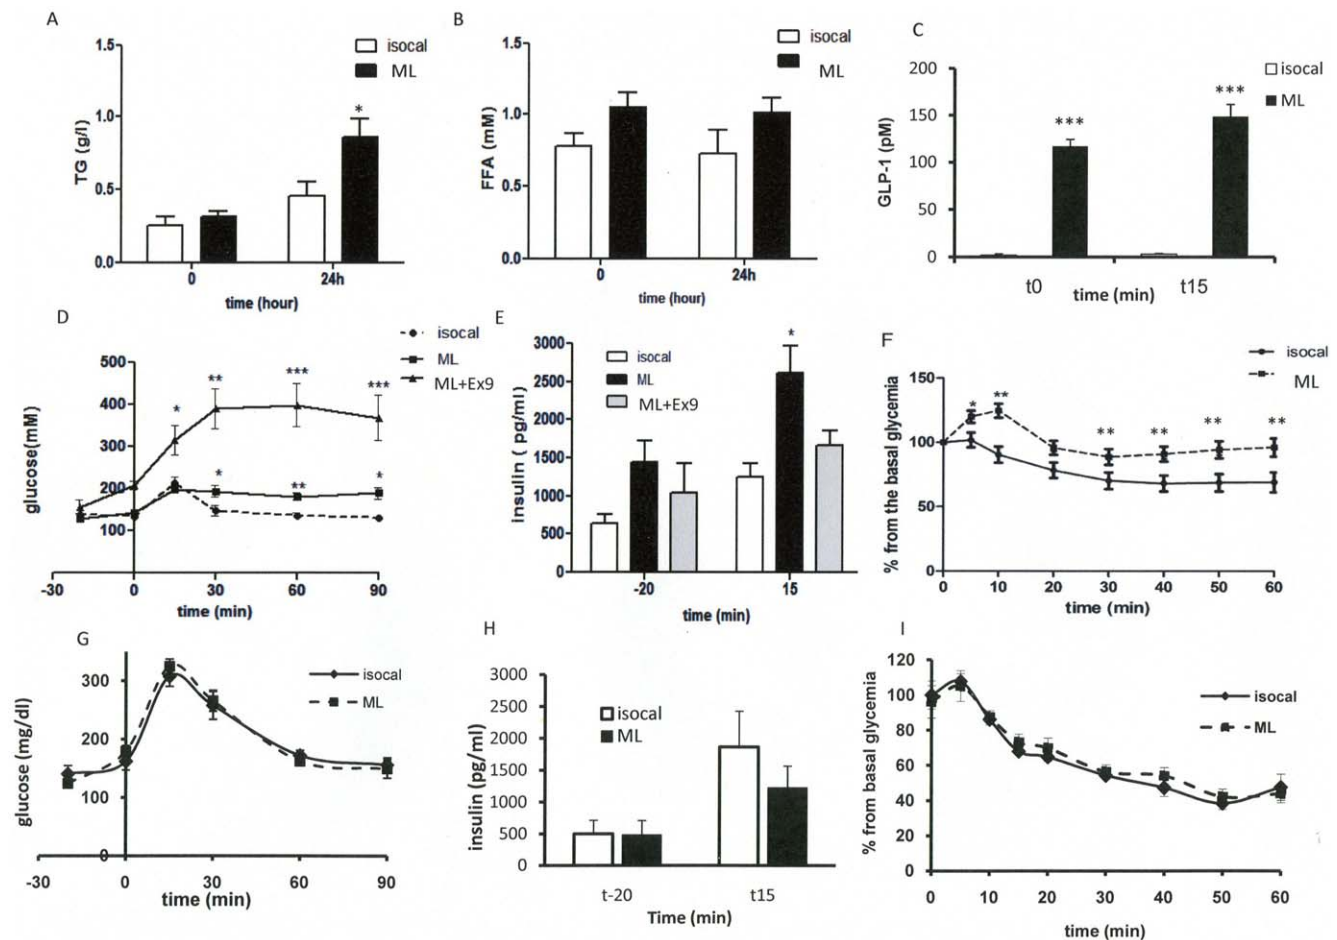 A
TG (g/l)
1.5
1.0
0.5
0.0
*
isocal
ML
0
24h
time (hour)
B
FFA (mM)
1.5
1.0
0.5
0.0
isocal
ML
0
24h
time (hour)
C
GLP-1 (pM)
200
150
100
50
0
***
***
isocal
ML
t0
t15
time (min)
D
glucose(mM)
500
400
300
200
100
*
**
***
***
*
**
*
isocal
ML
ML+Ex9
-30
0
30
60
90
time (min)
E
insulin ( pg/ml)
3000
2500
2000
1500
1000
500
0
*
isocal
ML
ML+Ex9
-20
15
time (min)
F
% from the basal glycemia
150
100
50
0
*
**
**
**
**
**
isocal
ML
0
10
20
30
40
50
60
time (min)
G
glucose (mg/dl)
300
200
100
0
isocal
ML
-30
0
30
60
90
time (min)
H
insulin (pg/ml)
3000
2500
2000
1500
1000
500
0
isocal
ML
t-20
t15
Time (min)
I
% from basal glycemia
120
100
80
60
40
20
0
isocal
ML
0
10
20
30
40
50
60
time (min)